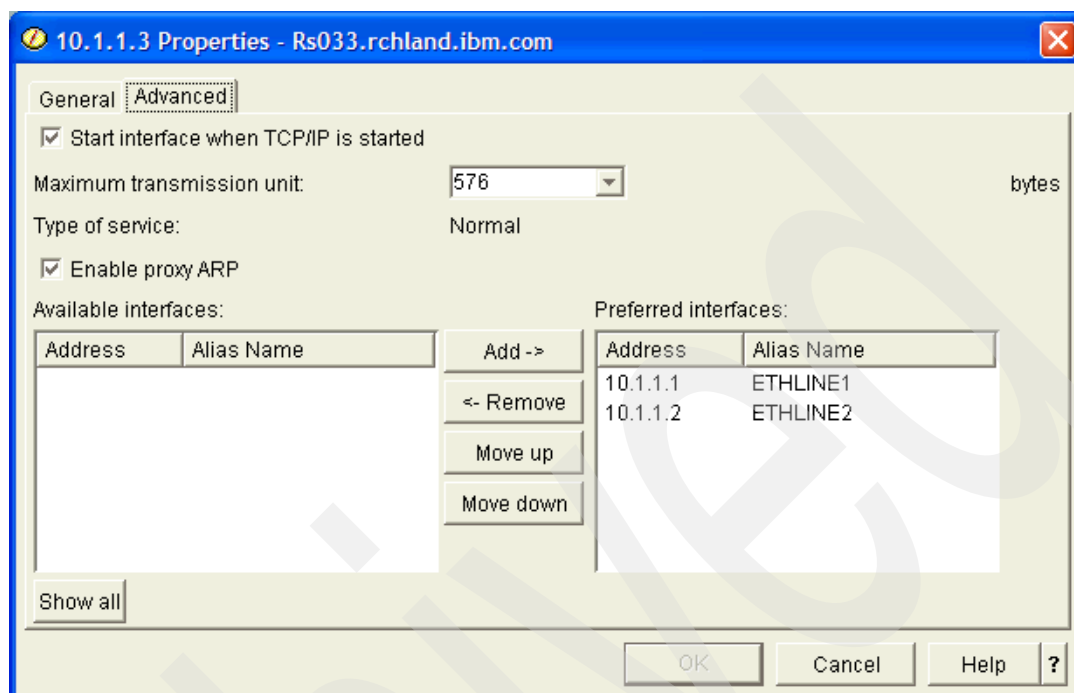 10.1.1.3 Properties - Rs033.rchland.ibm.com
General Advanced
Start interface when TCP/IP is started
Maximum transmission unit: 576 bytes
Type of service: Normal
Enable proxy ARP
Available interfaces: Preferred interfaces:
Address Alias Name Add -> Address Alias Name
10.1.1.1 ETHLINE1
<- Remove 10.1.1.2 ETHLINE2
Move up
Move down
Show all
OK Cancel Help ?